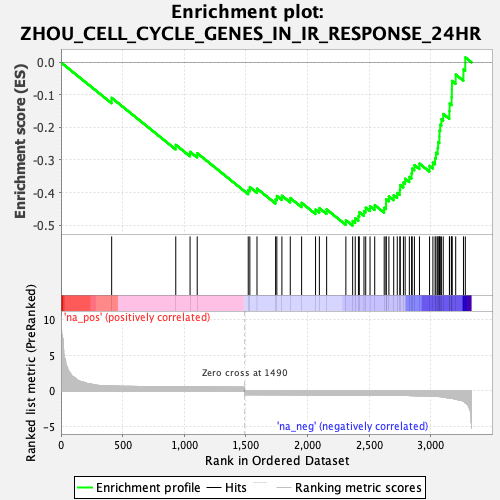 Enrichment plot:
ZHOU_CELL_CYCLE_GENES_IN_IR_RESPONSE_24HR
Enrichment score (ES)
0.0
-0.1
-0.2
-0.3
-0.4
-0.5
'na_pos' (positively correlated)
Ranked list metric (PreRanked)
10
5
0
-5
Zero cross at 1490
'na_neg' (negatively correlated)
0
500
1,000
1,500
2,000
2,500
3,000
Rank in Ordered Dataset
Enrichment profile
Hits
Ranking metric scores